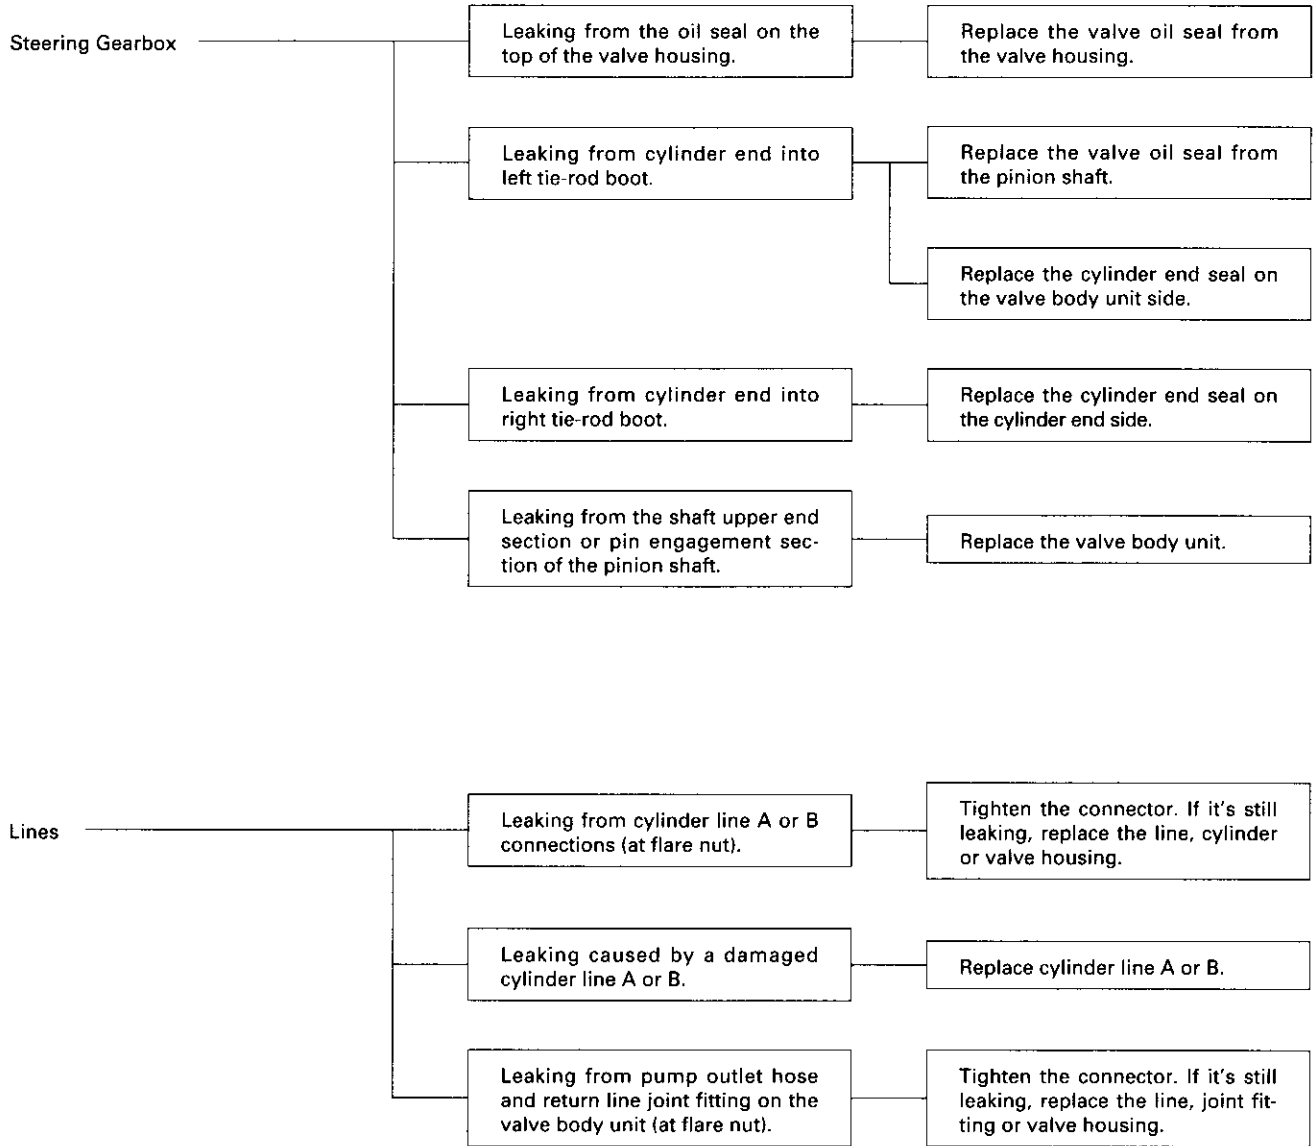 Steering Gearbox
Leaking from the oil seal on the
top of the valve housing.
Replace the valve oil seal from
the valve housing.
Leaking from cylinder end into
left tie-rod boot.
Replace the valve oil seal from
the pinion shaft.
Replace the cylinder end seal on
the valve body unit side.
Leaking from cylinder end into
right tie-rod boot.
Replace the cylinder end seal on
the cylinder end side.
Leaking from the shaft upper end
section or pin engagement sec-
tion of the pinion shaft.
Replace the valve body unit.
Lines
Leaking from cylinder line A or B
connections (at flare nut).
Tighten the connector. If it's still
leaking, replace the line, cylinder
or valve housing.
Leaking caused by a damaged
cylinder line A or B.
Replace cylinder line A or B.
Leaking from pump outlet hose
and return line joint fitting on the
valve body unit (at flare nut).
Tighten the connector. If it's still
leaking, replace the line, joint fit-
ting or valve housing.